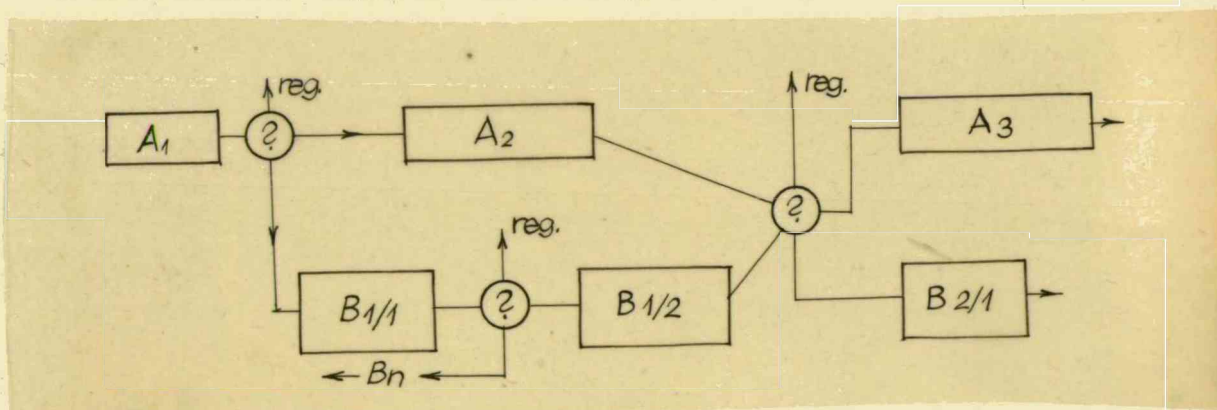 A1
?
reg.
A2
?
reg.
A3
B1/1
?
reg.
B1/2
B2/1
Bn